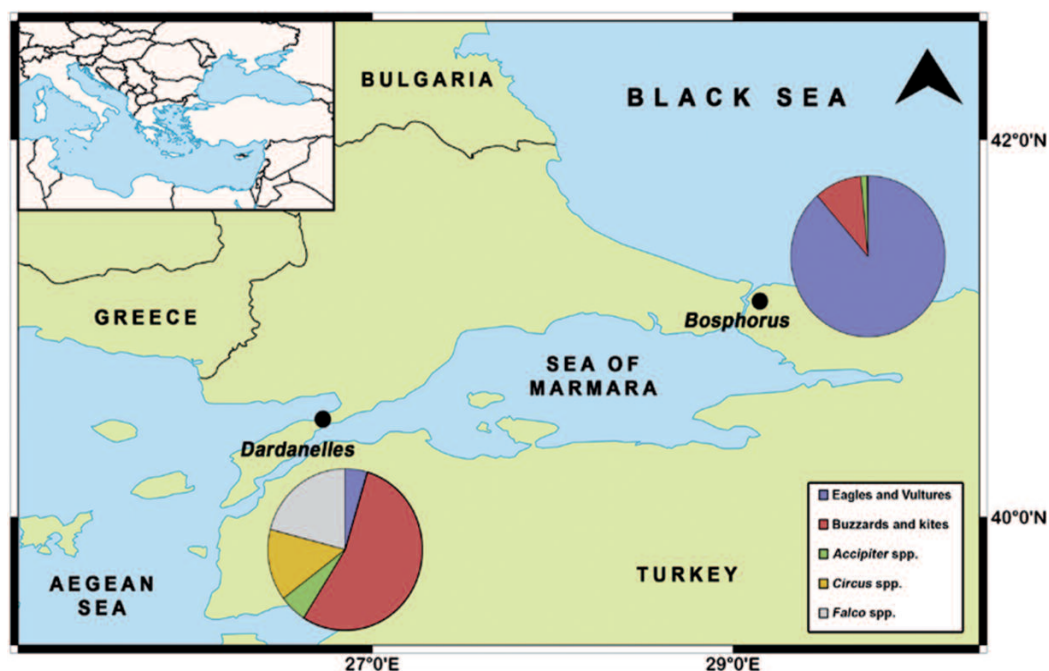 BULGARIA
BLACK SEA
42°0'N
GREECE
Bosphorus
SEA OF
MARMARA
Dardanelles
Eagles and Vultures
Buzzards and kites
Accipiter spp.
Circus spp.
Falco spp.
40°0'N
AEGEAN
SEA
TURKEY
27°0'E
29°0'E